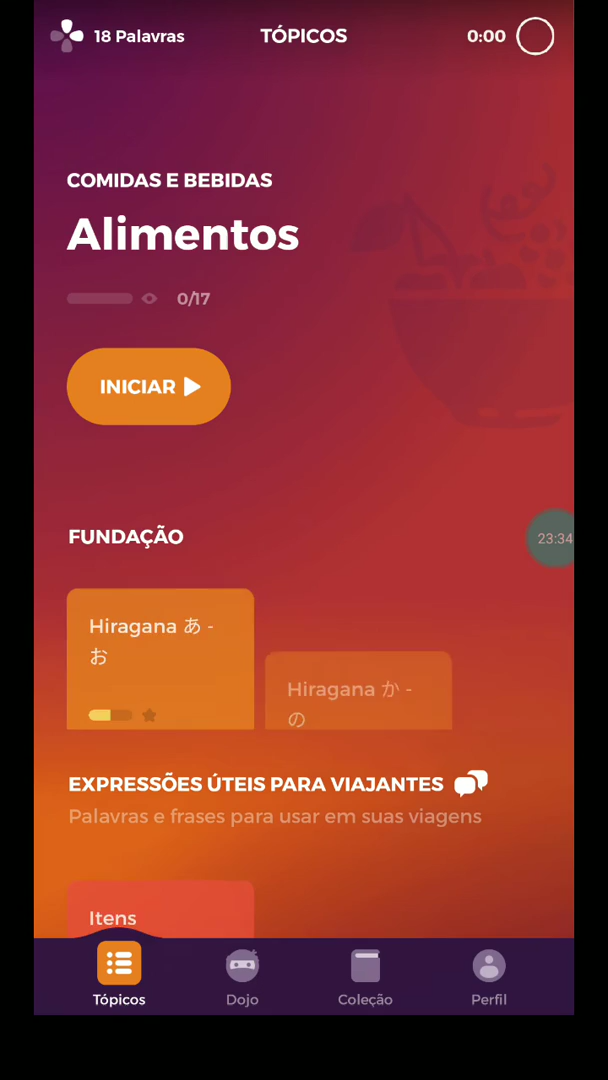 18 Palavras
TÓPICOS
0:00
COMIDAS E BEBIDAS
Alimentos
0/17
INICIAR
23:34
FUNDAÇÃO
Hiragana あ -
お
Hiragana か -
の
EXPRESSÕES ÚTEIS PARA VIAJANTES
Palavras e frases para usar em suas viagens
Itens
Tópicos
Dojo
Coleção
Perfil